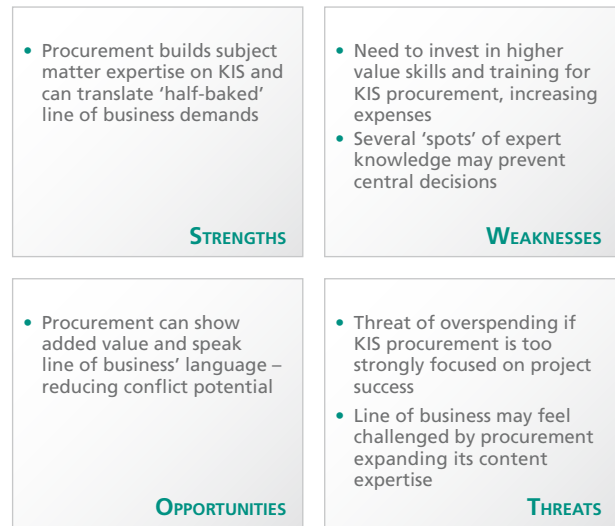 • Procurement builds subject
matter expertise on KIS and
can translate ‘half-baked’
line of business demands
STRENGTHS
• Need to invest in higher
value skills and training for
KIS procurement, increasing
expenses
• Several ‘spots’ of expert
knowledge may prevent
central decisions
WEAKNESSES
• Procurement can show
added value and speak
line of business’ language –
reducing conflict potential
OPPORTUNITIES
• Threat of overspending if
KIS procurement is too
strongly focused on project
success
• Line of business may feel
challenged by procurement
expanding its content
expertise
THREATS